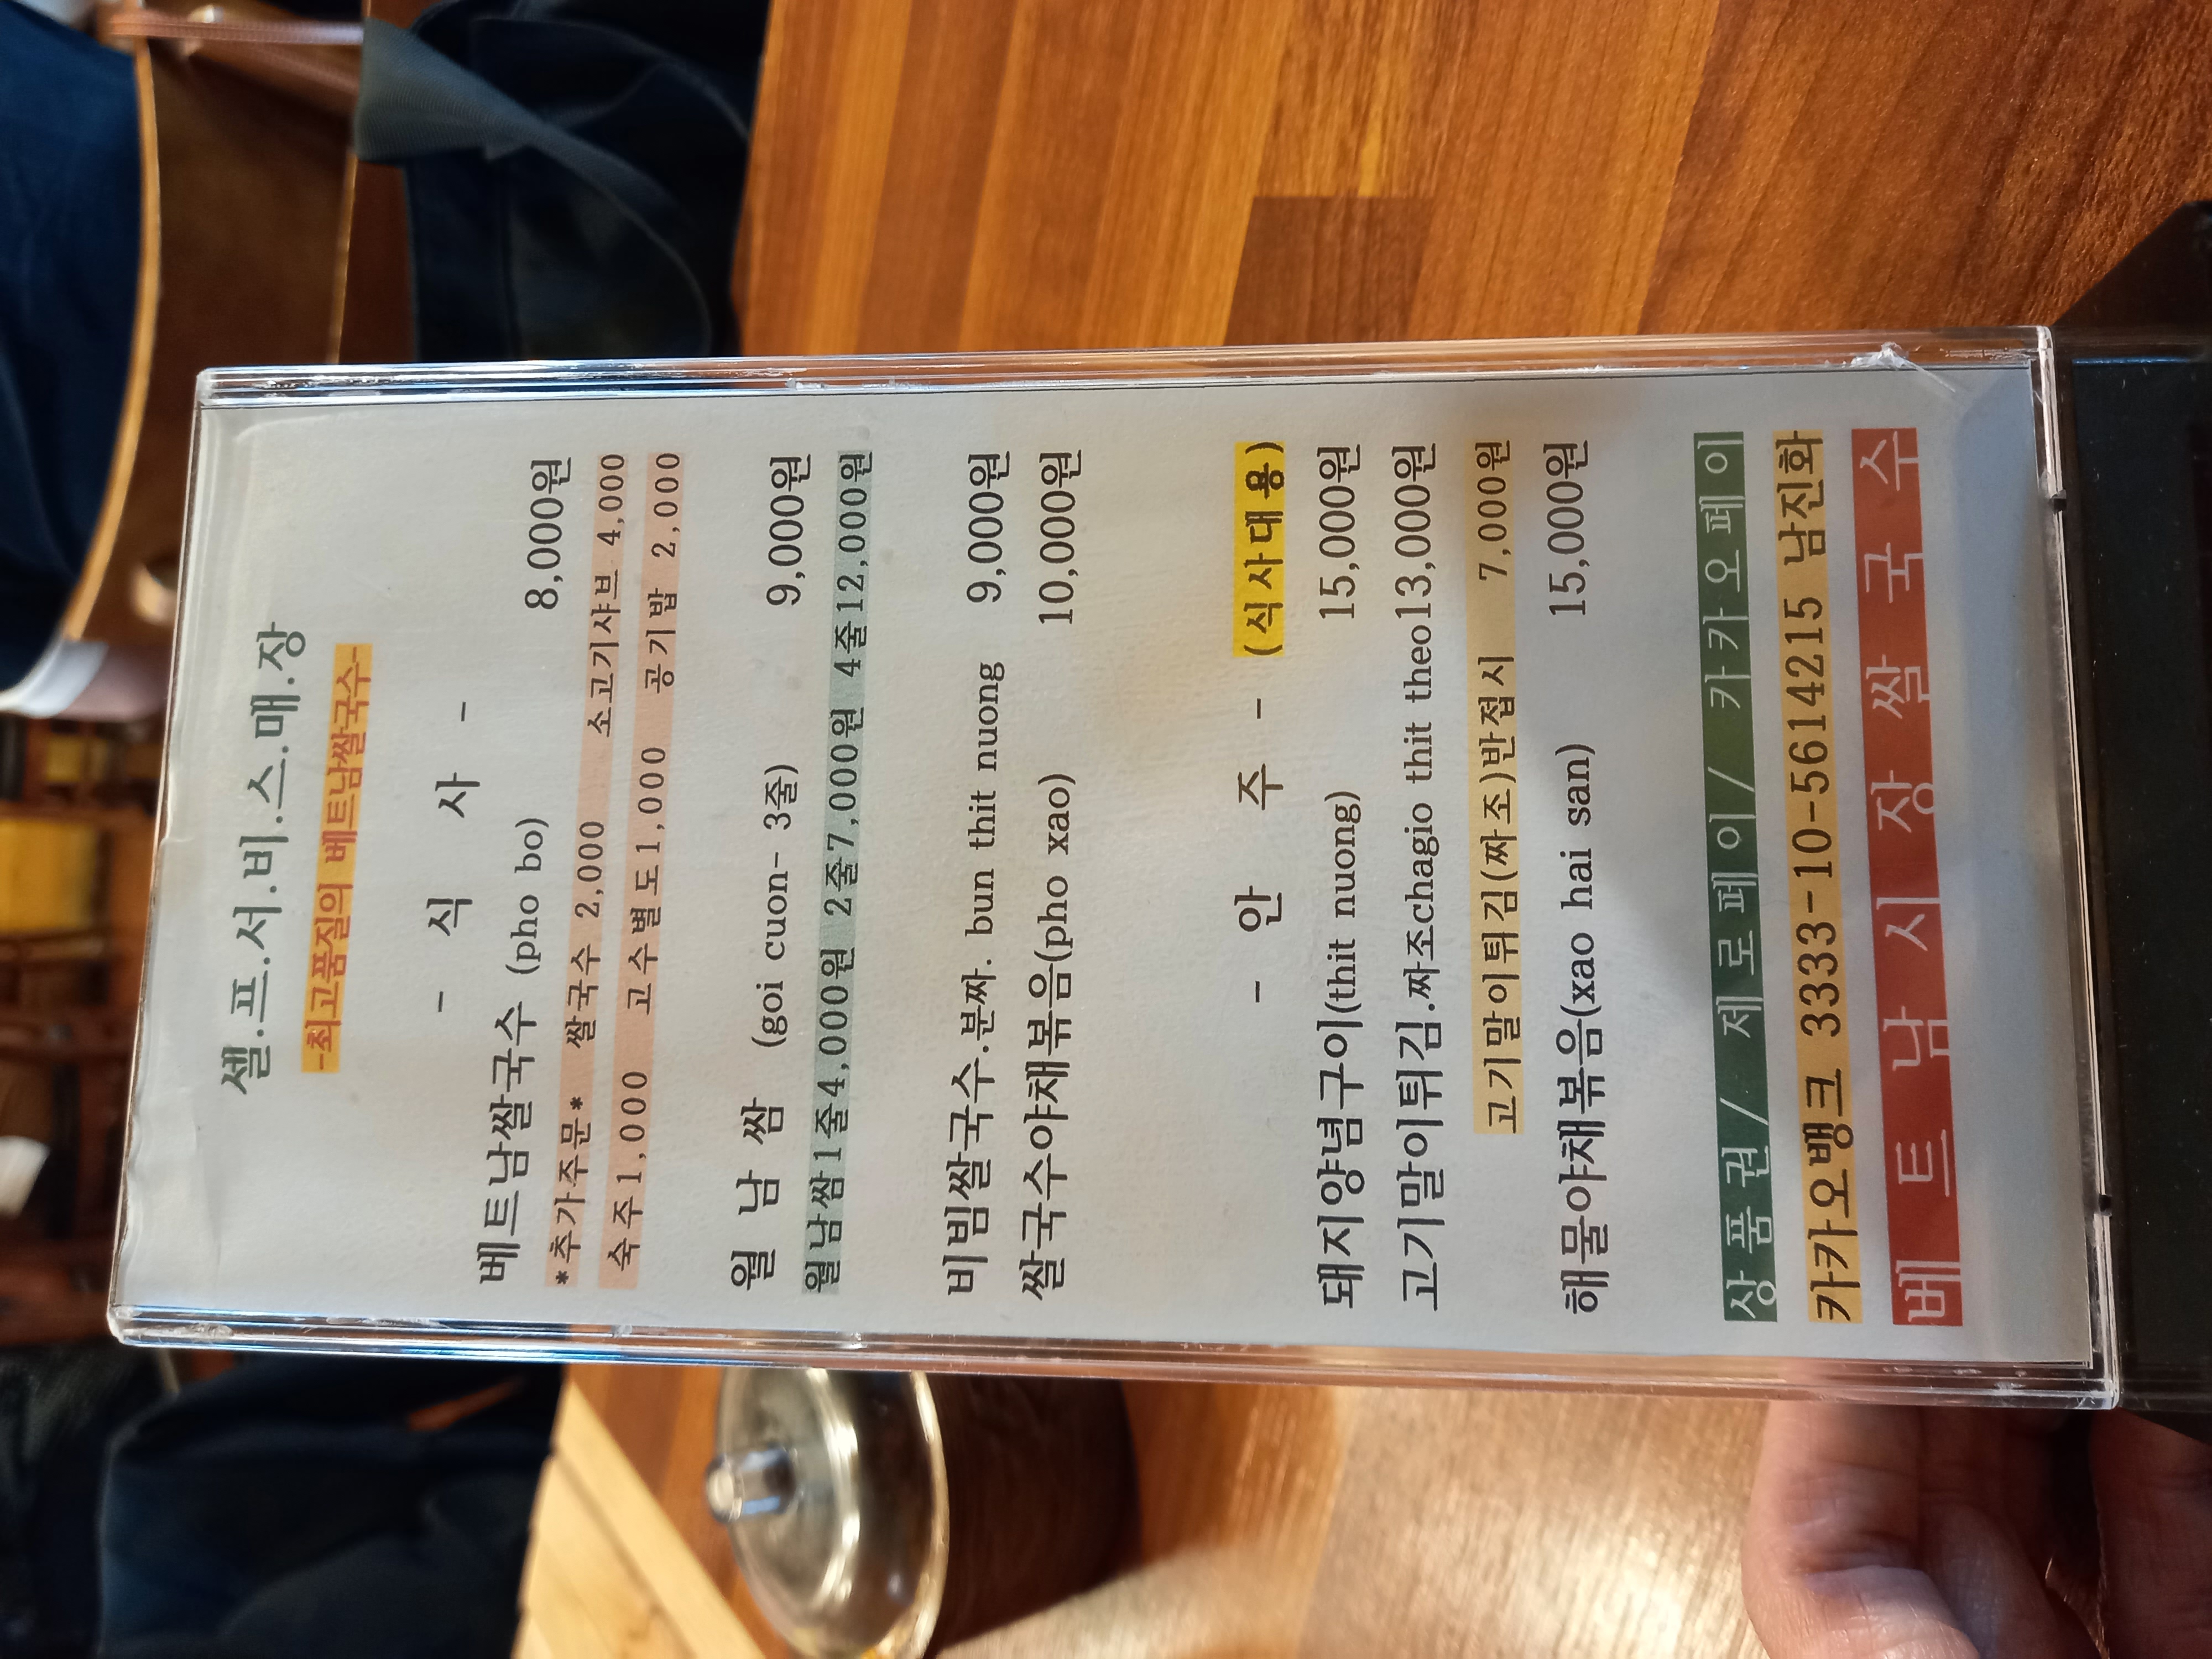 셀.프.서.비.스.매.장
-최고품질의 베트남쌀국수-
- 식 사 -
베트남쌀국수 (pho bo) 8,000원
*추가주문* 쌀국수 2,000 소고기샤브 4,000
숙주1,000 고수별도1,000 공기밥 2,000
월 남 쌈 (goi cuon- 3줄) 9,000원
월남쌈1줄4,000원 2줄7,000원 4줄12,000원
비빔쌀국수.분짜. bun thit nuong 9,000원
쌀국수야채볶음(pho xao) 10,000원
- 안 주 - (식사대용)
돼지양념구이(thit nuong) 15,000원
고기말이튀김.짜조chagio thit theo13,000원
고기말이튀김(짜조)반접시 7,000원
해물야채볶음(xao hai san) 15,000원
상품권/ 제로페이/ 카카오페이
카카오뱅크 3333-10-5614215 남진화
베트남시장쌀국수